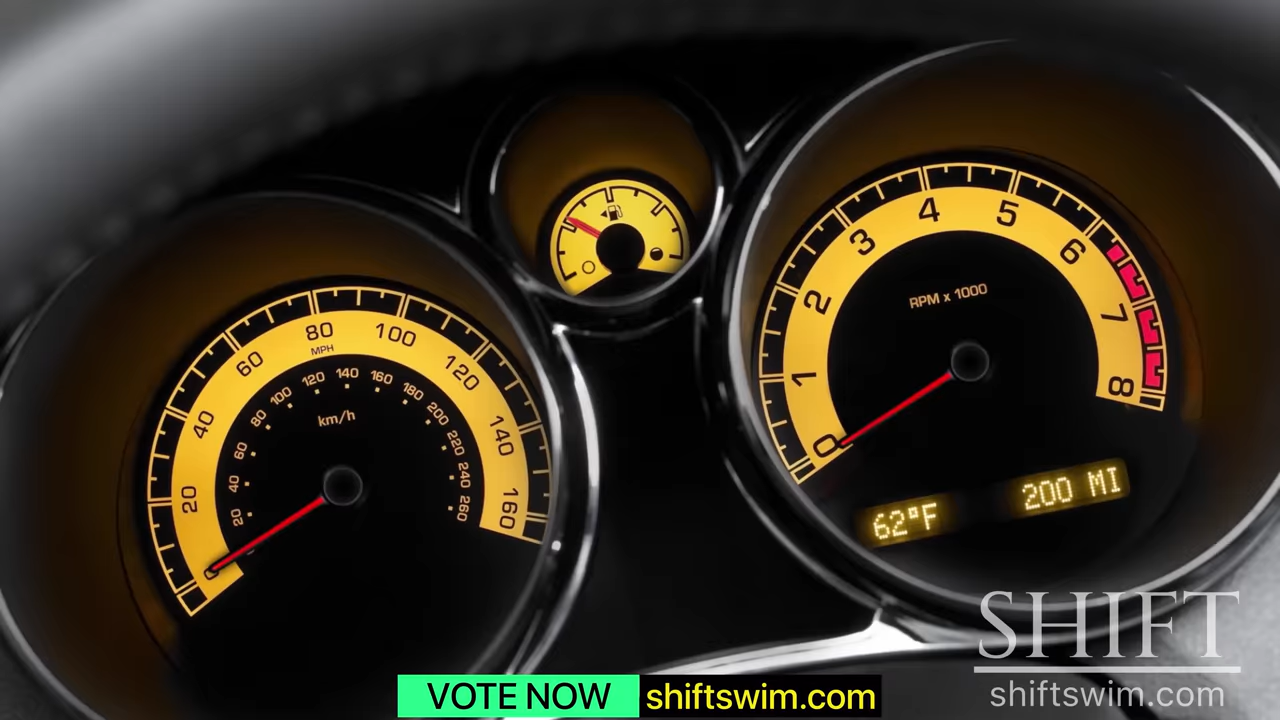 0 20 40 60 80 100 120 140 160
MPH
20 40 60 80 100 120 140 160 180 200 220 240 260
km/h
0 1 2 3 4 5 6 7 8
RPM x 1000
62°F 200 MI
SHIFT
shiftswim.com
VOTE NOW shiftswim.com